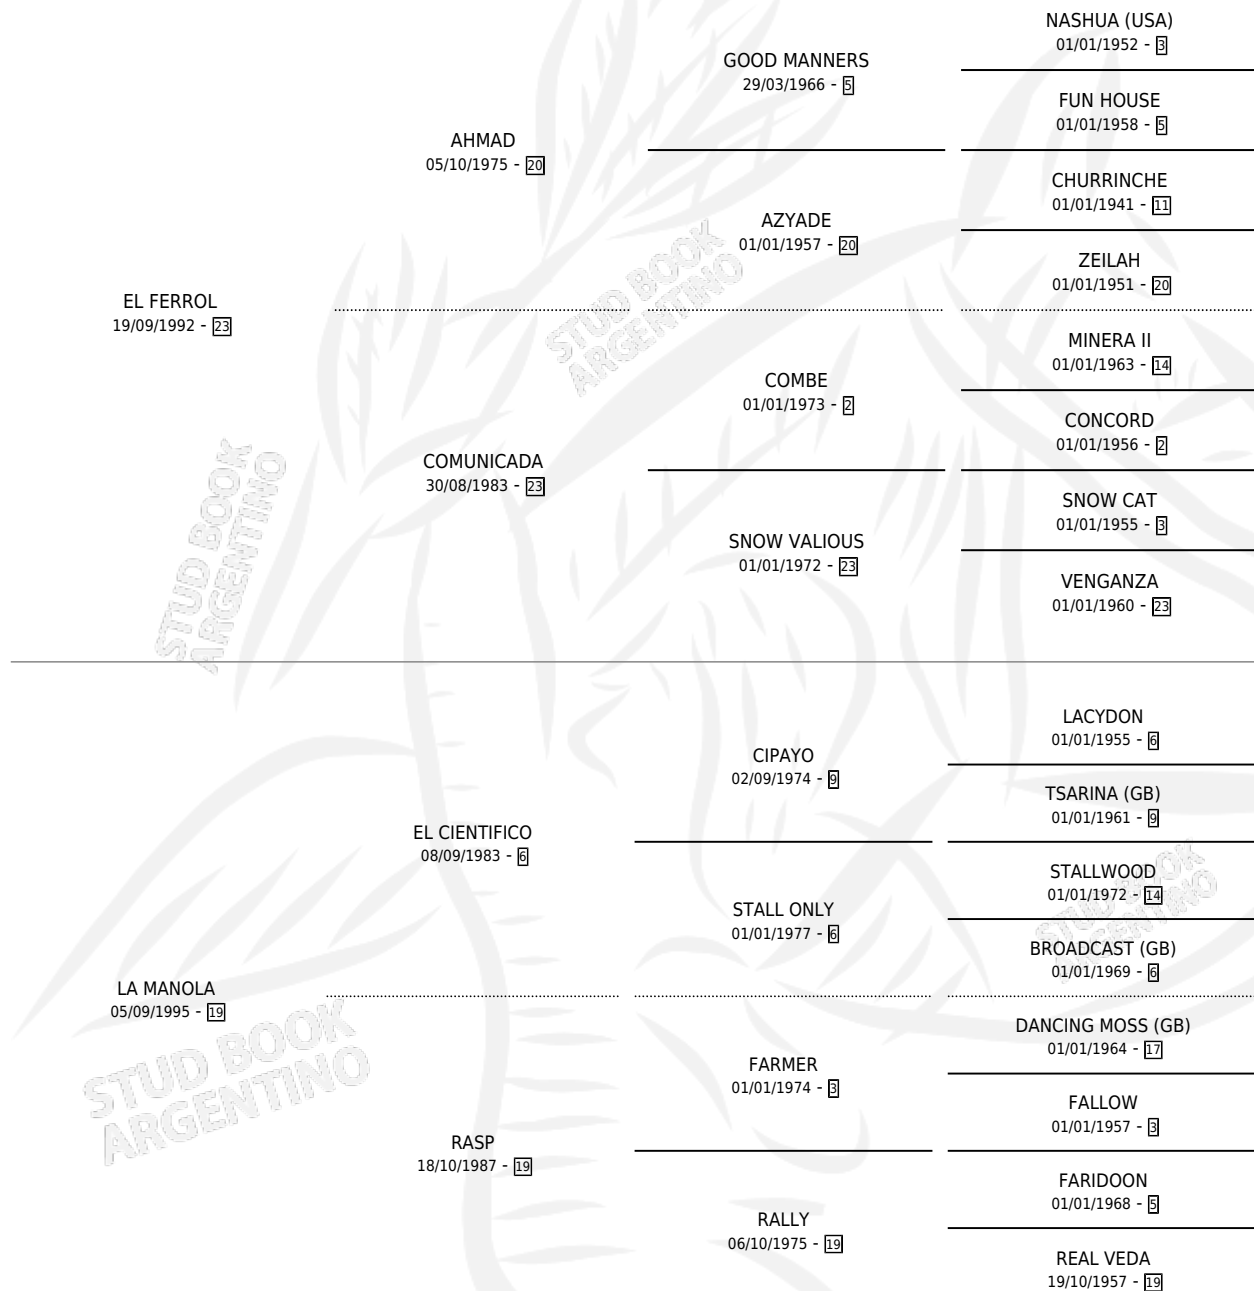 NASHUA (USA)
01/01/1952 - 3
GOOD MANNERS
29/03/1966 - 5
FUN HOUSE
01/01/1958 - 5
AHMAD
05/10/1975 - 20
CHURRINCHE
01/01/1941 - 11
AZYADE
01/01/1957 - 20
ZEILAH
01/01/1951 - 20
EL FERROL
19/09/1992 - 23
STUD BOOK
ARGENTINO
MINERA II
01/01/1963 - 14
COMBE
01/01/1973 - 2
CONCORD
01/01/1956 - 2
COMUNICADA
30/08/1983 - 23
SNOW CAT
01/01/1955 - 3
SNOW VALIOUS
01/01/1972 - 23
VENGANZA
01/01/1960 - 23
STUD BOOK
ARGENTINO
LACYDON
01/01/1955 - 6
CIPAYO
02/09/1974 - 9
TSARINA (GB)
01/01/1961 - 9
EL CIENTIFICO
08/09/1983 - 6
STALLWOOD
01/01/1972 - 14
STALL ONLY
01/01/1977 - 6
BROADCAST (GB)
01/01/1969 - 6
STUD BOOK
ARGENTINO
LA MANOLA
05/09/1995 - 19
DANCING MOSS (GB)
01/01/1964 - 17
FARMER
01/01/1974 - 3
FALLOW
01/01/1957 - 3
STUD BOOK
ARGENTINO
RASP
18/10/1987 - 19
FARIDOON
01/01/1968 - 5
RALLY
06/10/1975 - 19
REAL VEDA
19/10/1957 - 19